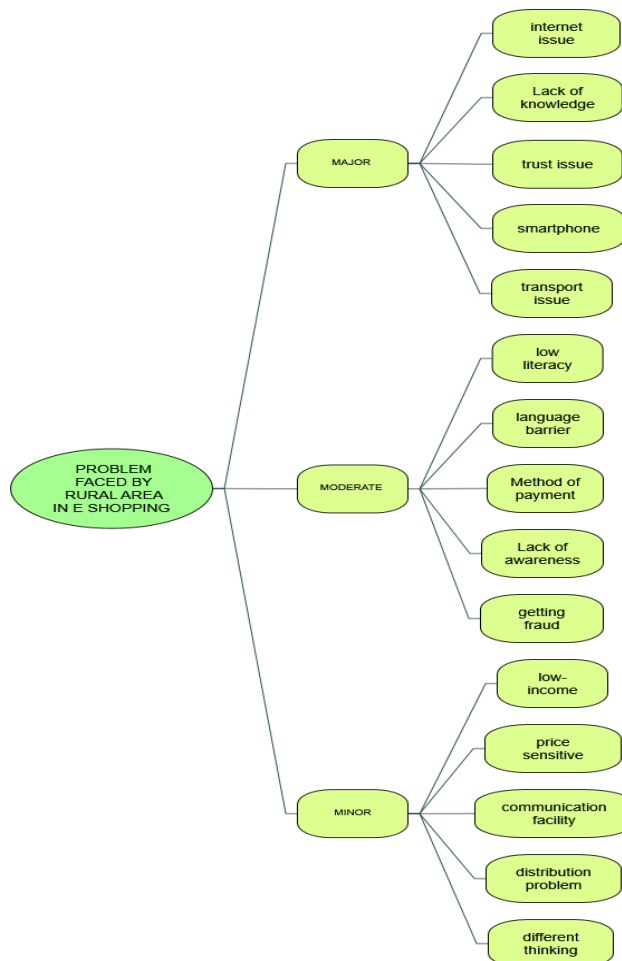 internet
issue
Lack of
knowledge
MAJOR
trust issue
smartphone
transport
issue
low
literacy
language
barrier
PROBLEM
FACED BY
RURAL AREA
IN E SHOPPING
MODERATE
Method of
payment
Lack of
awareness
getting
fraud
low-
income
price
sensitive
MINOR
communication
facility
distribution
problem
different
thinking